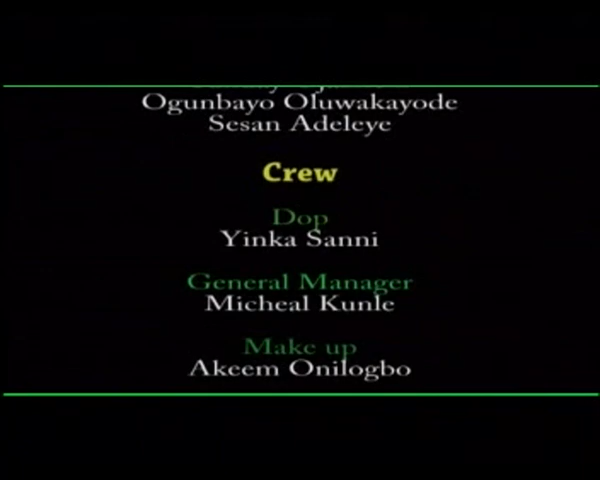 Ogunbayo Oluwakayode
Sesan Adeleye
Crew
Dop
Yinka Sanni
General Manager
Micheal Kunle
Make up
Akeem Onilogbo